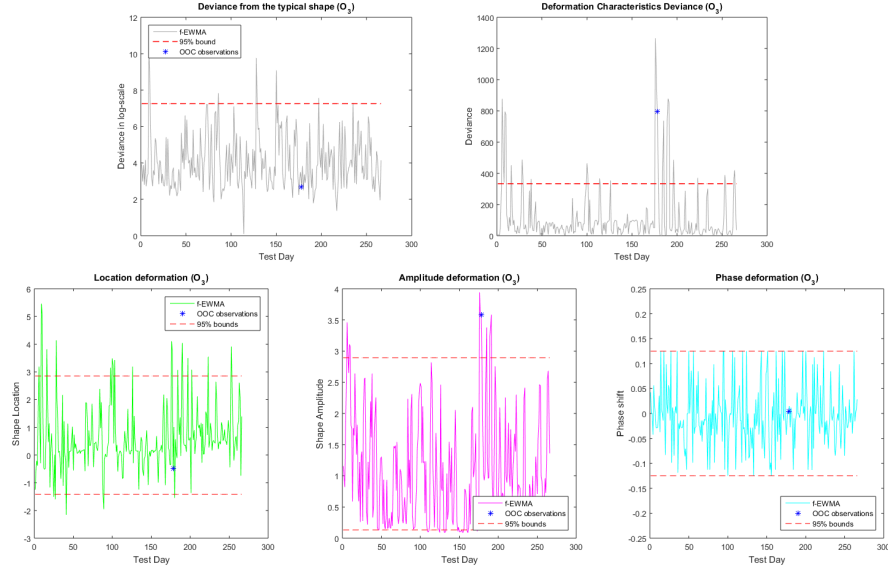 Deviance from the typical shape (O3)
12
10
8
6
4
2
0
Deviance in log-scale
f-EWMA
95% bound
OOC observations
0 50 100 150 200 250 300
Test Day
Deformation Characteristics Deviance (O3)
1400
1200
1000
800
600
400
200
0
Deviance
0 50 100 150 200 250 300
Test Day
Location deformation (O3)
6
5
4
3
2
1
0
-1
-2
-3
Shape Location
f-EWMA
OOC observations
95% bounds
0 50 100 150 200 250 300
Test Day
Amplitude deformation (O3)
4
3.5
3
2.5
2
1.5
1
0.5
0
Shape Amplitude
f-EWMA
OOC observations
95% bounds
0 50 100 150 200 250 300
Test Day
Phase deformation (O3)
0.25
0.2
0.15
0.1
0.05
0
-0.05
-0.1
-0.15
-0.2
-0.25
Phase shift
f-EWMA
OOC observations
95% bounds
0 50 100 150 200 250 300
Test Day